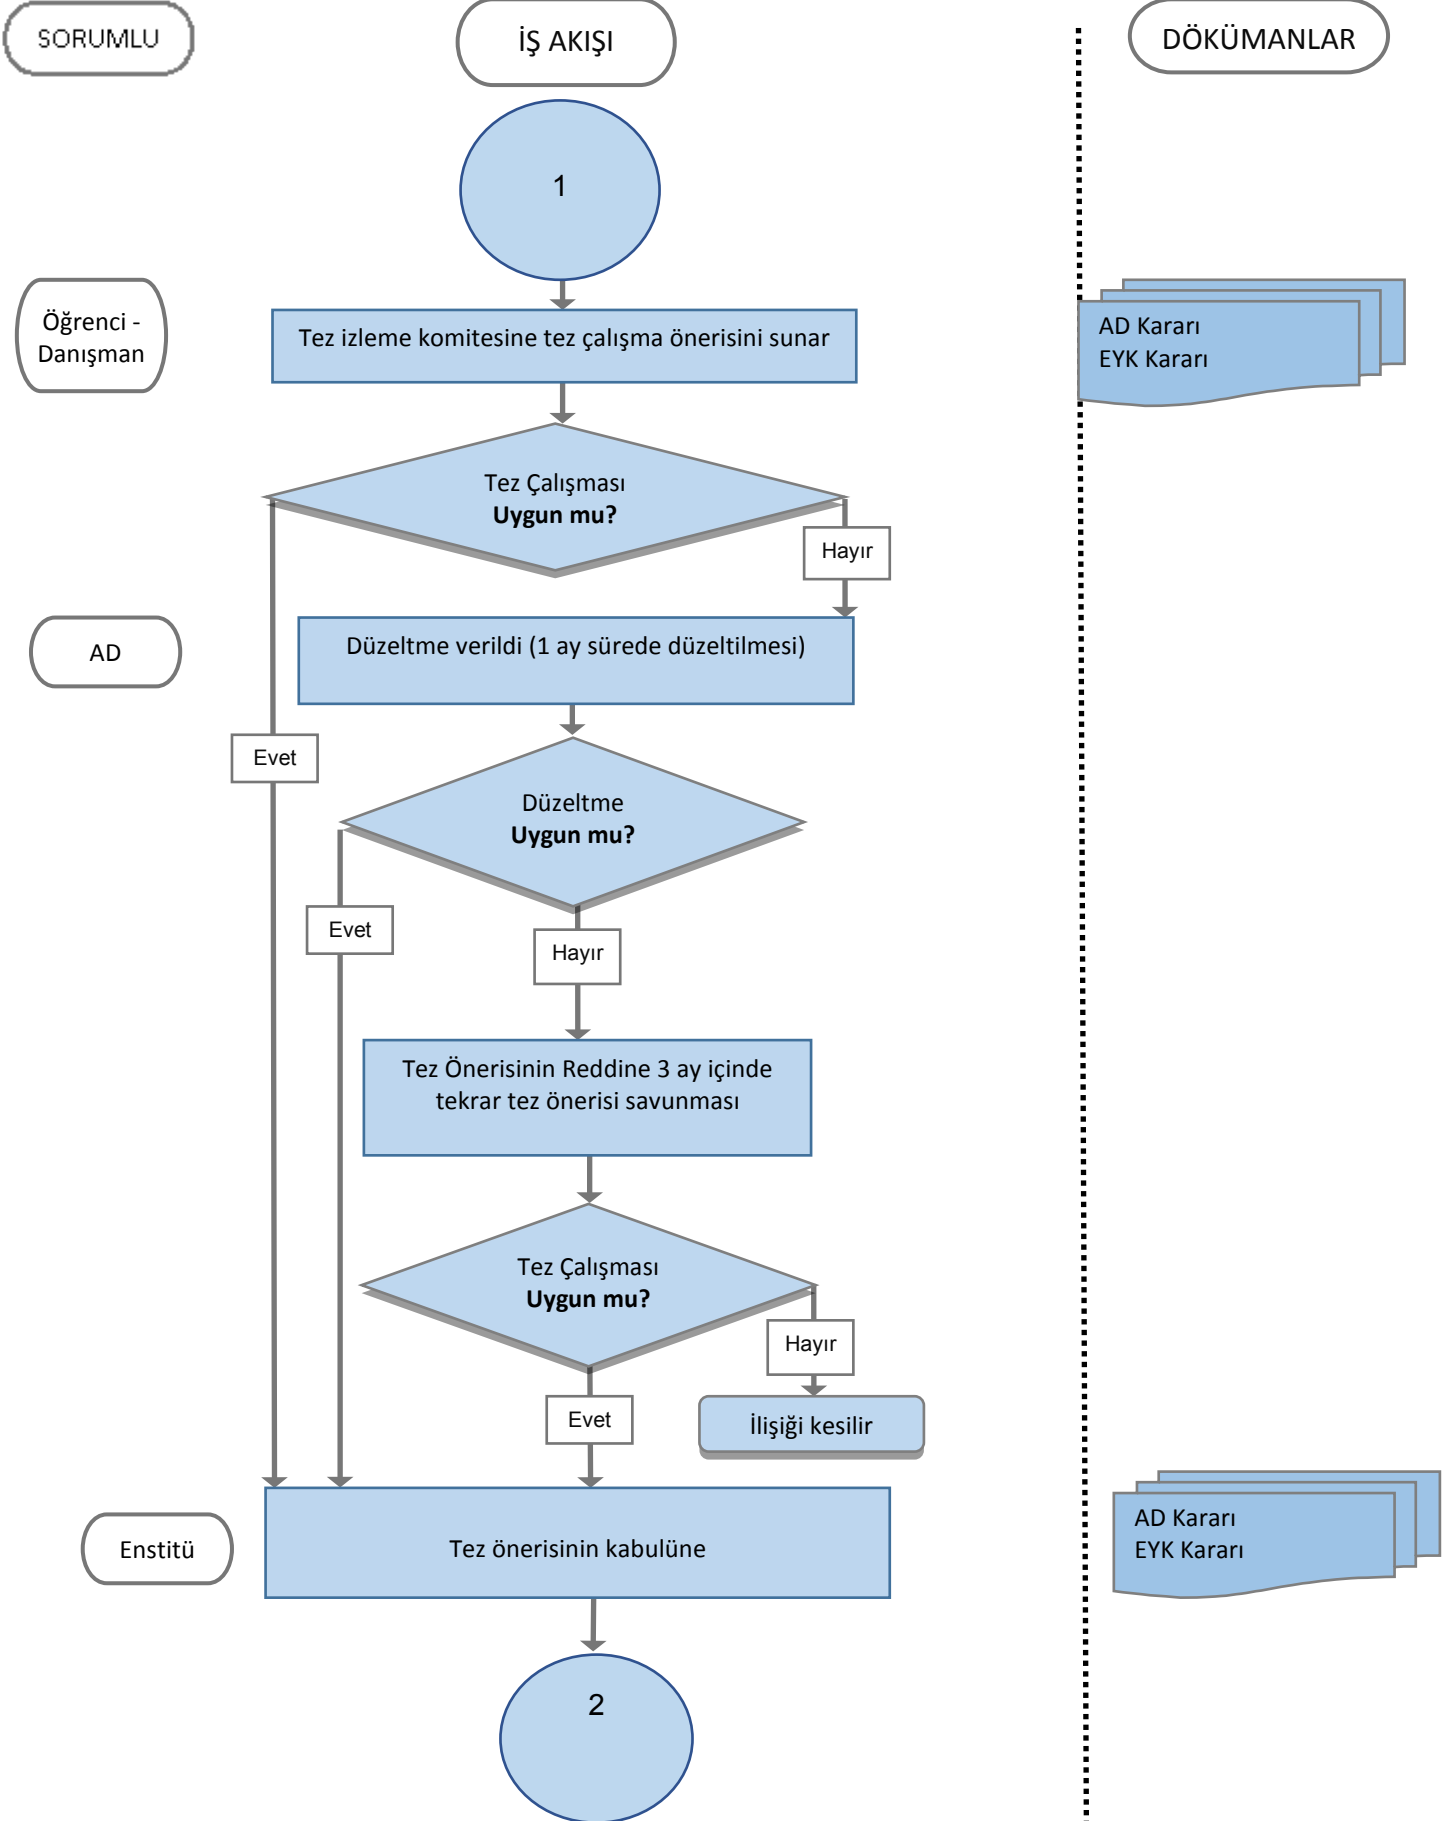 SORUMLU
İŞ AKIŞI
DÖKÜMANLAR
1
Öğrenci -
Danışman
Tez izleme komitesine tez çalışma önerisini sunar
AD Kararı
EYK Kararı
Tez Çalışması
Uygun mu?
Hayır
AD
Düzeltme verildi (1 ay sürede düzeltilmesi)
Evet
Düzeltme
Uygun mu?
Evet
Hayır
Tez Önerisinin Reddine 3 ay içinde
tekrar tez önerisi savunması
Tez Çalışması
Uygun mu?
Hayır
Evet
İlişiği kesilir
Enstitü
Tez önerisinin kabulüne
AD Kararı
EYK Kararı
2